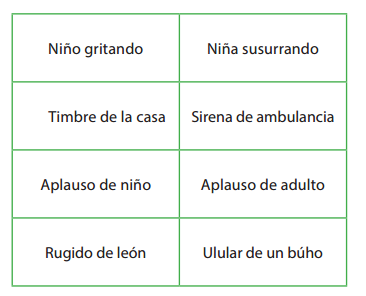 Niño gritando
Niña susurrando
Timbre de la casa
Sirena de ambulancia
Aplauso de niño
Aplauso de adulto
Rugido de león
Ulular de un búho